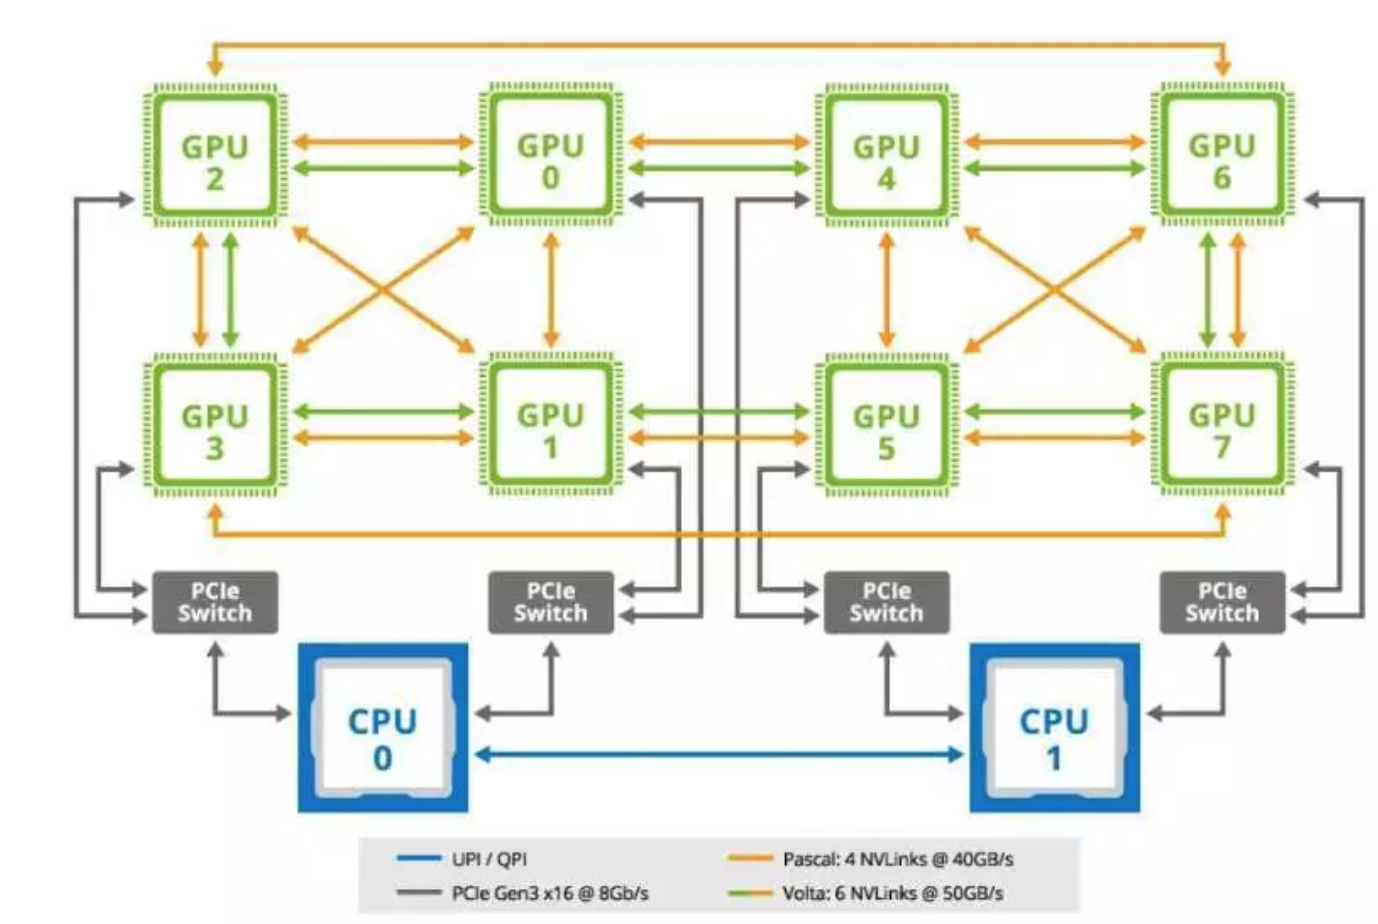 GPU
2
GPU
0
GPU
4
GPU
6
GPU
3
GPU
1
GPU
5
GPU
7
PCIe
Switch
PCIe
Switch
PCIe
Switch
PCIe
Switch
CPU
0
CPU
1
UPI / QPI
Pascal: 4 NVLinks @ 40GB/s
PCIe Gen3 x16 @ 8Gb/s
Volta: 6 NVLinks @ 50GB/s